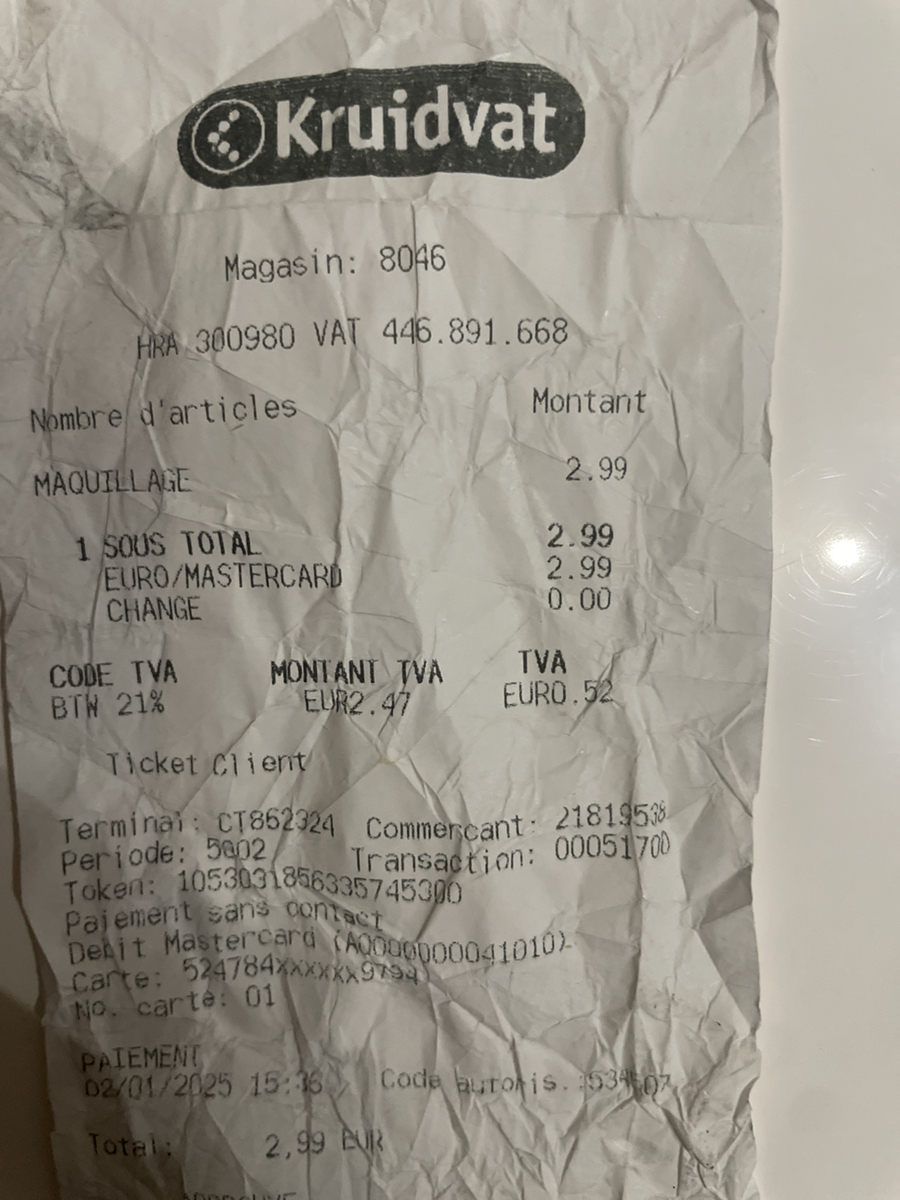 Kruidvat
Magasin: 8046
HRA 300980 VAT 446.891.668
Nombre d'articles Montant
MAQUILLAGE 2.99
1 SOUS TOTAL 2.99
EURO/MASTERCARD 2.99
CHANGE 0.00
CODE TVA MONTANT TVA TVA
BTW 21% EUR2.47 EUR0.52
Ticket Client
Terminal: CT862324 Commerçant: 21819538
Periode: 5002 Transaction: 00051700
Token: 1053031856335745300
Paiement sans contact
Debit Mastercard (A0000000041010)
Carte: 524784xxxxxx9794
No. carte: 01
PAIEMENT
02/01/2025 15:36 Code autoris.:
Total: 2,99 EUR